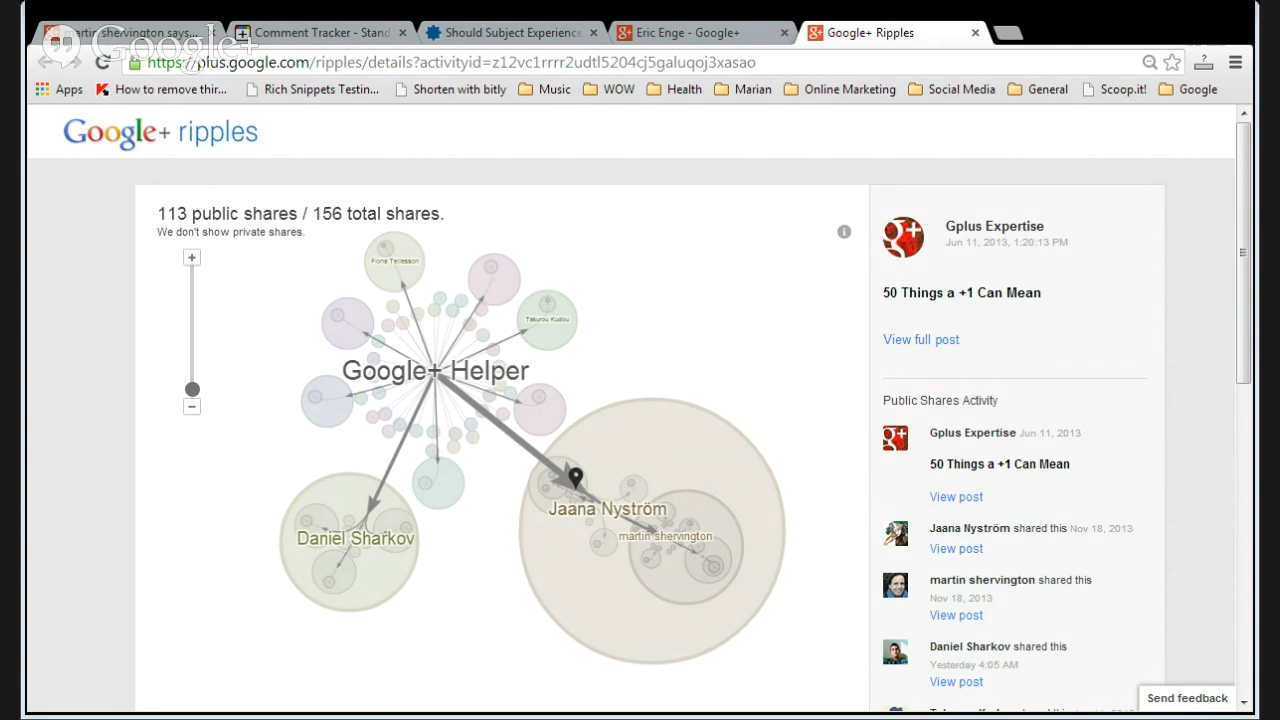 martin shervington says...
Comment Tracker - Stand
Should Subject Experience
Eric Enge - Google+
Google+ Ripples
Google+
https://plus.google.com/ripples/details?activityid=z12vc1rrrr2udtl5204cj5galuqoj3xasao
Apps
How to remove thir...
Rich Snippets Testin...
Shorten with bitly
Music
WOW
Health
Marian
Online Marketing
Social Media
General
Scoop.it!
Google
Google+ ripples
113 public shares / 156 total shares.
We don't show private shares.
Google+ Helper
Daniel Sharkov
Jaana Nyström
martin shervington
Gplus Expertise
Jun 11, 2013, 1:20:13 PM
50 Things a +1 Can Mean
View full post
Public Shares Activity
Gplus Expertise Jun 11, 2013
50 Things a +1 Can Mean
View post
Jaana Nyström shared this Nov 18, 2013
View post
martin shervington shared this
Nov 18, 2013
View post
Daniel Sharkov shared this
Yesterday 4:05 AM
View post
Send feedback